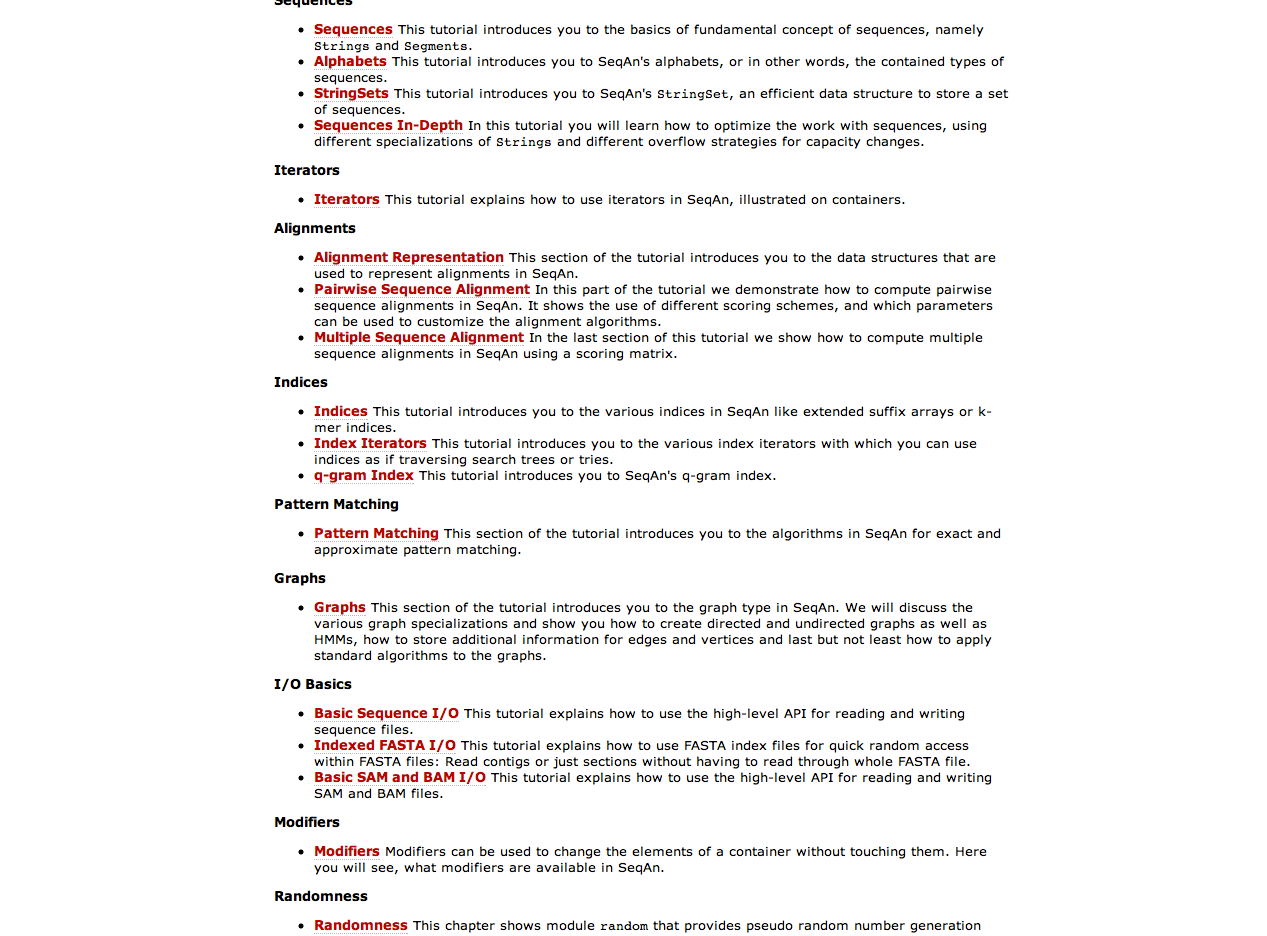 Sequences
Sequences This tutorial introduces you to the basics of fundamental concept of sequences, namely
Strings and Segments.
Alphabets This tutorial introduces you to SeqAn's alphabets, or in other words, the contained types of
sequences.
StringSets This tutorial introduces you to SeqAn's StringSet, an efficient data structure to store a set
of sequences.
Sequences In-Depth In this tutorial you will learn how to optimize the work with sequences, using
different specializations of Strings and different overflow strategies for capacity changes.
Iterators
Iterators This tutorial explains how to use iterators in SeqAn, illustrated on containers.
Alignments
Alignment Representation This section of the tutorial introduces you to the data structures that are
used to represent alignments in SeqAn.
Pairwise Sequence Alignment In this part of the tutorial we demonstrate how to compute pairwise
sequence alignments in SeqAn. It shows the use of different scoring schemes, and which parameters
can be used to customize the alignment algorithms.
Multiple Sequence Alignment In the last section of this tutorial we show how to compute multiple
sequence alignments in SeqAn using a scoring matrix.
Indices
Indices This tutorial introduces you to the various indices in SeqAn like extended suffix arrays or k-
mer indices.
Index Iterators This tutorial introduces you to the various index iterators with which you can use
indices as if traversing search trees or tries.
q-gram Index This tutorial introduces you to SeqAn's q-gram index.
Pattern Matching
Pattern Matching This section of the tutorial introduces you to the algorithms in SeqAn for exact and
approximate pattern matching.
Graphs
Graphs This section of the tutorial introduces you to the graph type in SeqAn. We will discuss the
various graph specializations and show you how to create directed and undirected graphs as well as
HMMs, how to store additional information for edges and vertices and last but not least how to apply
standard algorithms to the graphs.
I/O Basics
Basic Sequence I/O This tutorial explains how to use the high-level API for reading and writing
sequence files.
Indexed FASTA I/O This tutorial explains how to use FASTA index files for quick random access
within FASTA files: Read contigs or just sections without having to read through whole FASTA file.
Basic SAM and BAM I/O This tutorial explains how to use the high-level API for reading and writing
SAM and BAM files.
Modifiers
Modifiers Modifiers can be used to change the elements of a container without touching them. Here
you will see, what modifiers are available in SeqAn.
Randomness
Randomness This chapter shows module random that provides pseudo random number generation